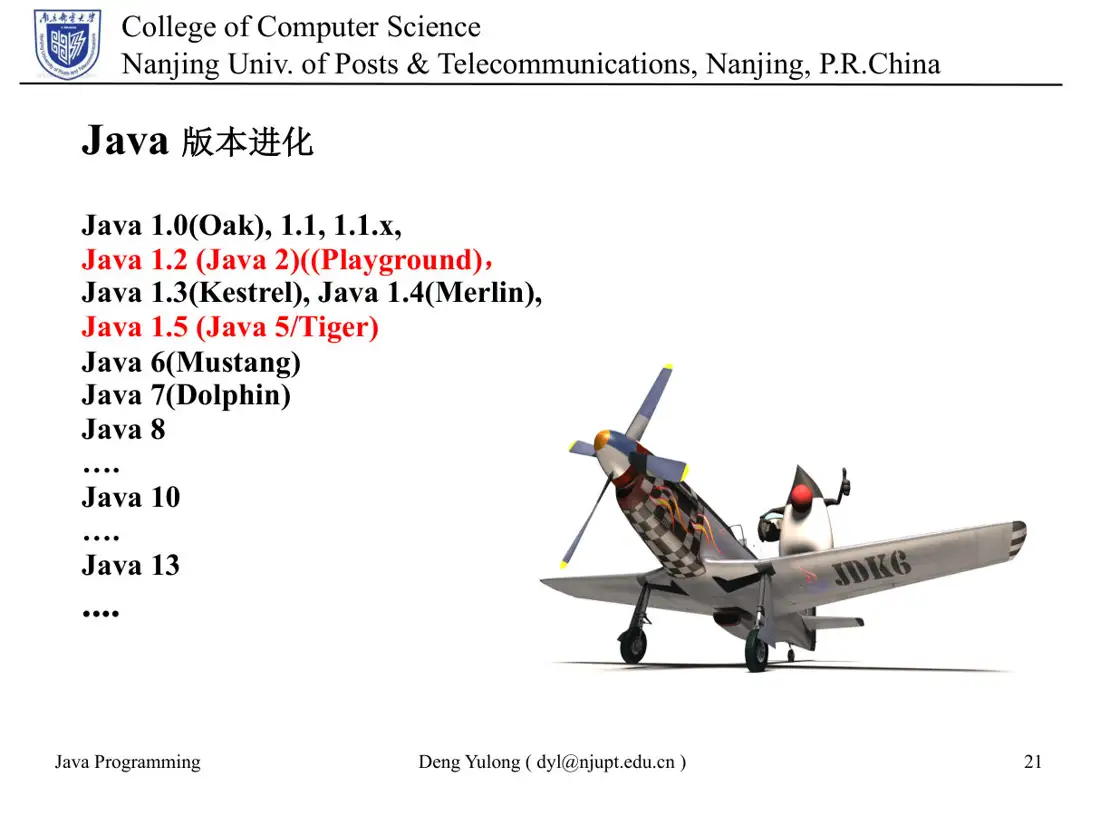 College of Computer Science
Nanjing Univ. of Posts & Telecommunications, Nanjing, P.R.China
Java 版本进化
Java 1.0(Oak), 1.1, 1.1.x,
Java 1.2 (Java 2)((Playground)，
Java 1.3(Kestrel), Java 1.4(Merlin),
Java 1.5 (Java 5/Tiger)
Java 6(Mustang)
Java 7(Dolphin)
Java 8
….
Java 10
….
Java 13
....
JDK6
Java Programming
Deng Yulong ( dyl@njupt.edu.cn )
21